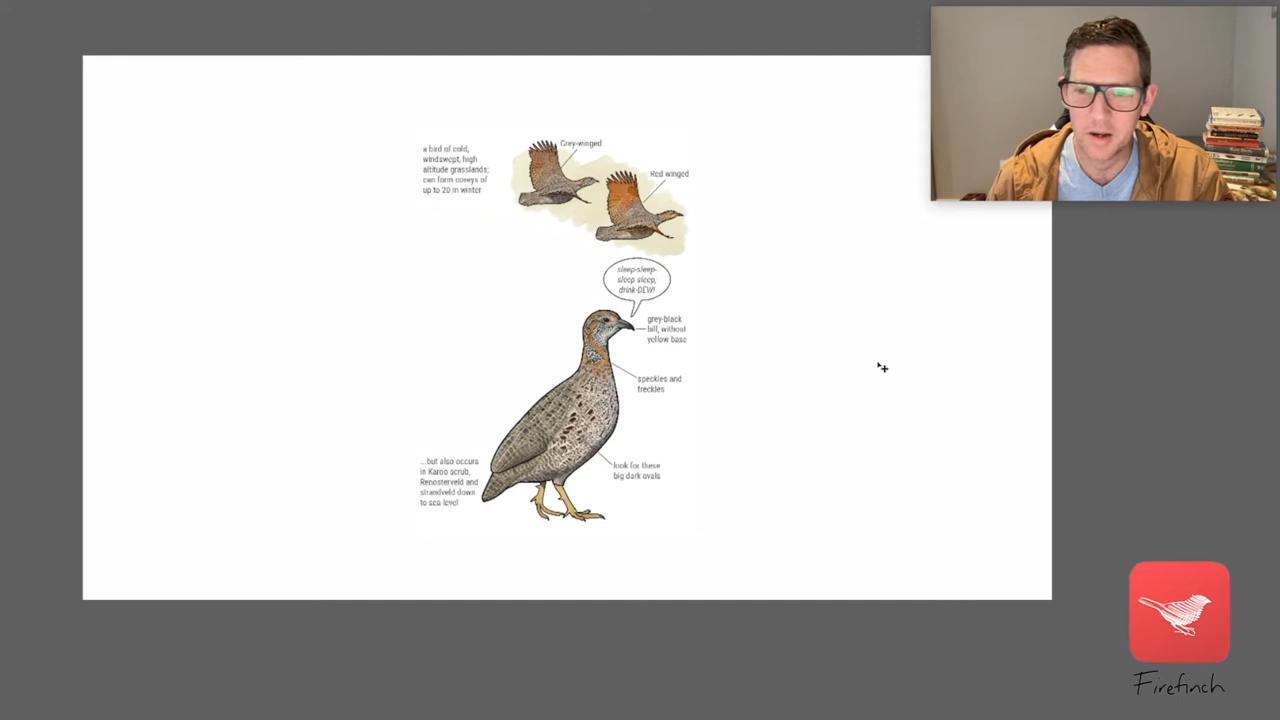 a bird of cold,
windswept, high
altitude grasslands;
can form coveys of
up to 20 in winter
Grey-winged
Red winged
sleep-sleep-
sleep sleep,
drink-DEW!
grey-black
bill, without
yellow base
speckles and
freckles
look for these
big dark ovals
...but also occurs
in Karoo scrub,
Renosterveld and
strandveld down
to sea level
Firefinch